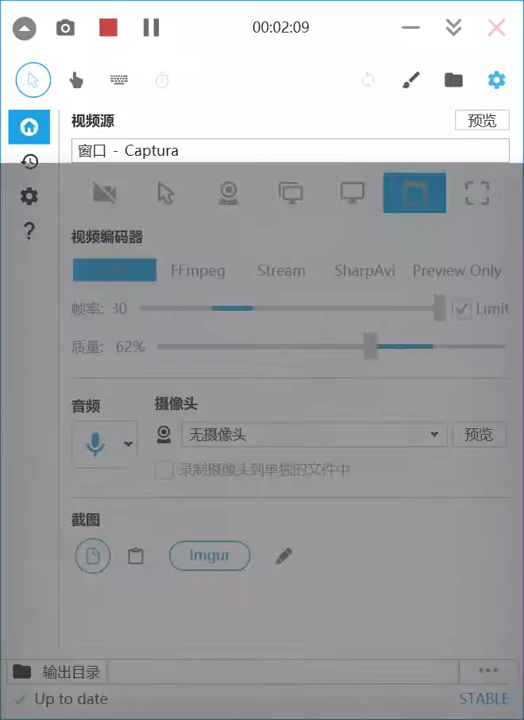 00:02:09
视频源 预览
窗口 - Captura
视频编码器
FFmpeg Stream SharpAvi Preview Only
帧率: 30 Limit
质量: 62%
音频 摄像头
无摄像头 预览
录制摄像头到单独的文件中
截图
Imgur
输出目录 ...
Up to date STABLE